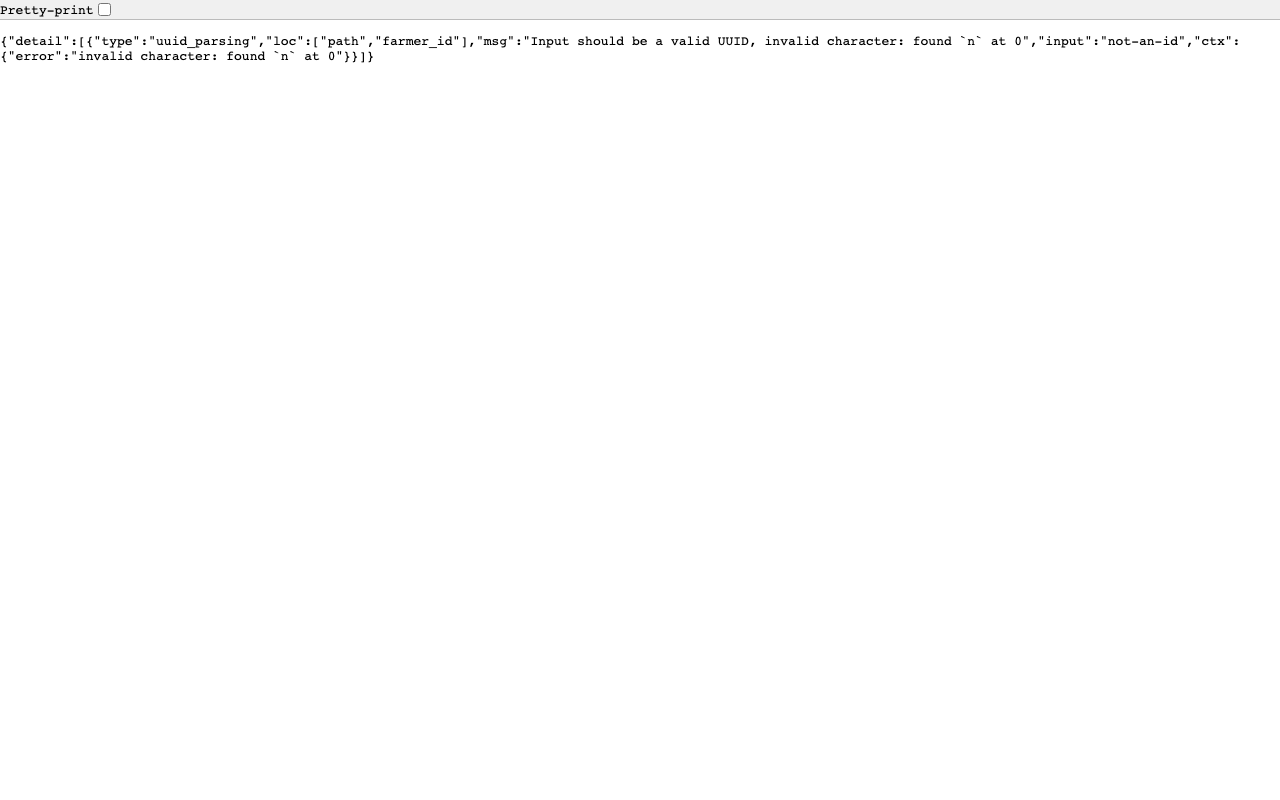 Pretty-print
{"detail":[{"type":"uuid_parsing","loc":["path","farmer_id"],"msg":"Input should be a valid UUID, invalid character: found `n` at 0","input":"not-an-id","ctx":
{"error":"invalid character: found `n` at 0"}}]}